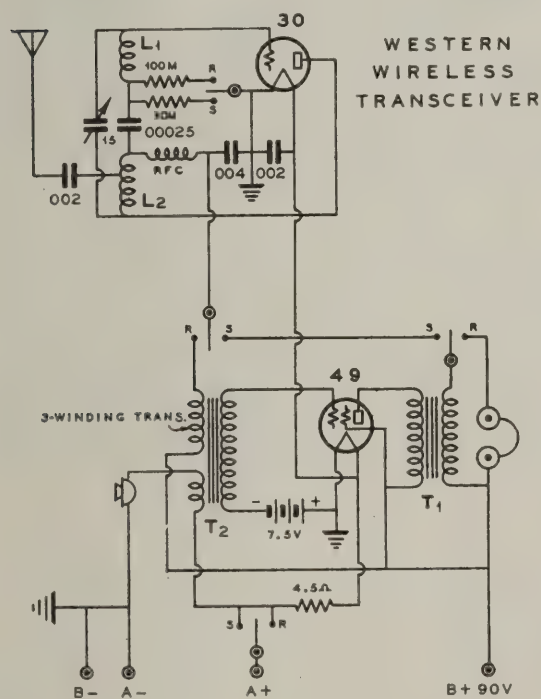 30
WESTERN
WIRELESS
TRANSCEIVER
L1
R
100M
S
30M
15
00025
RFC
004
002
002
L2
R
S
S
R
49
3-WINDING TRANS.
T2
- +
7.5V
T1
4.5Ω
S
R
B-
A-
A+
B+ 90V